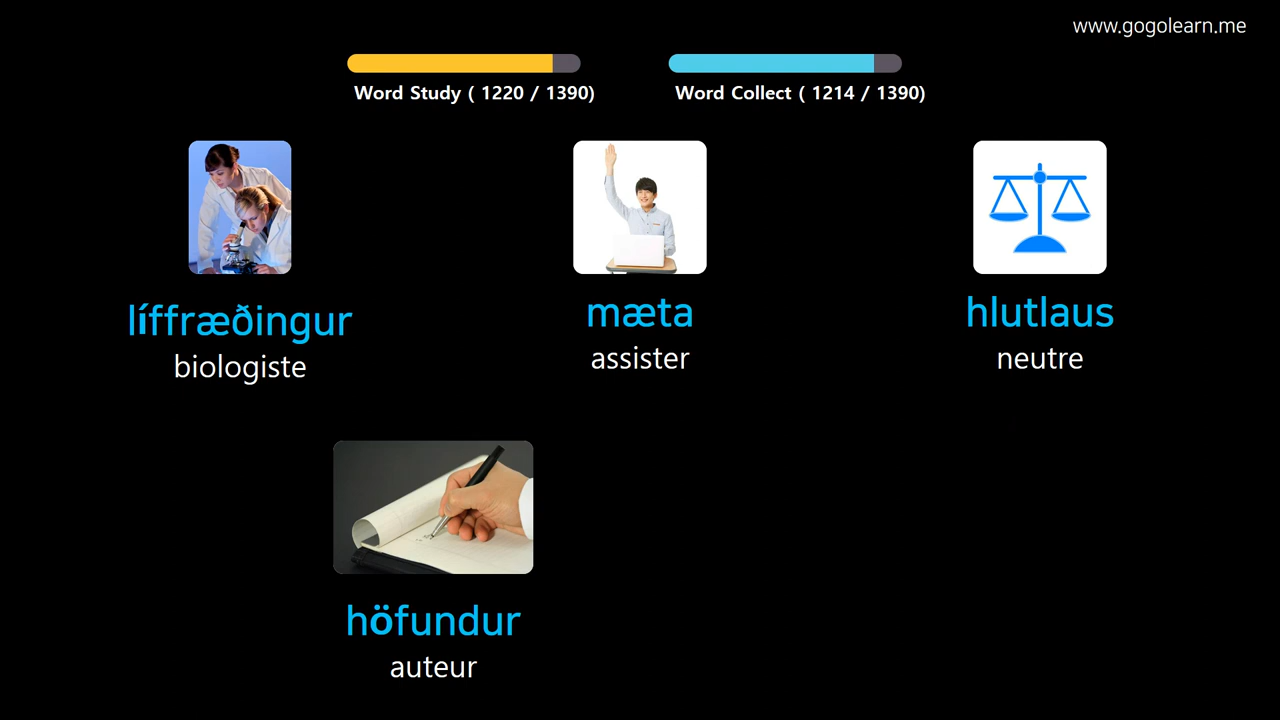 www.gogolearn.me
Word Study ( 1220 / 1390)
Word Collect ( 1214 / 1390)
líffræðingur
biologiste
mæta
assister
hlutlaus
neutre
höfundur
auteur